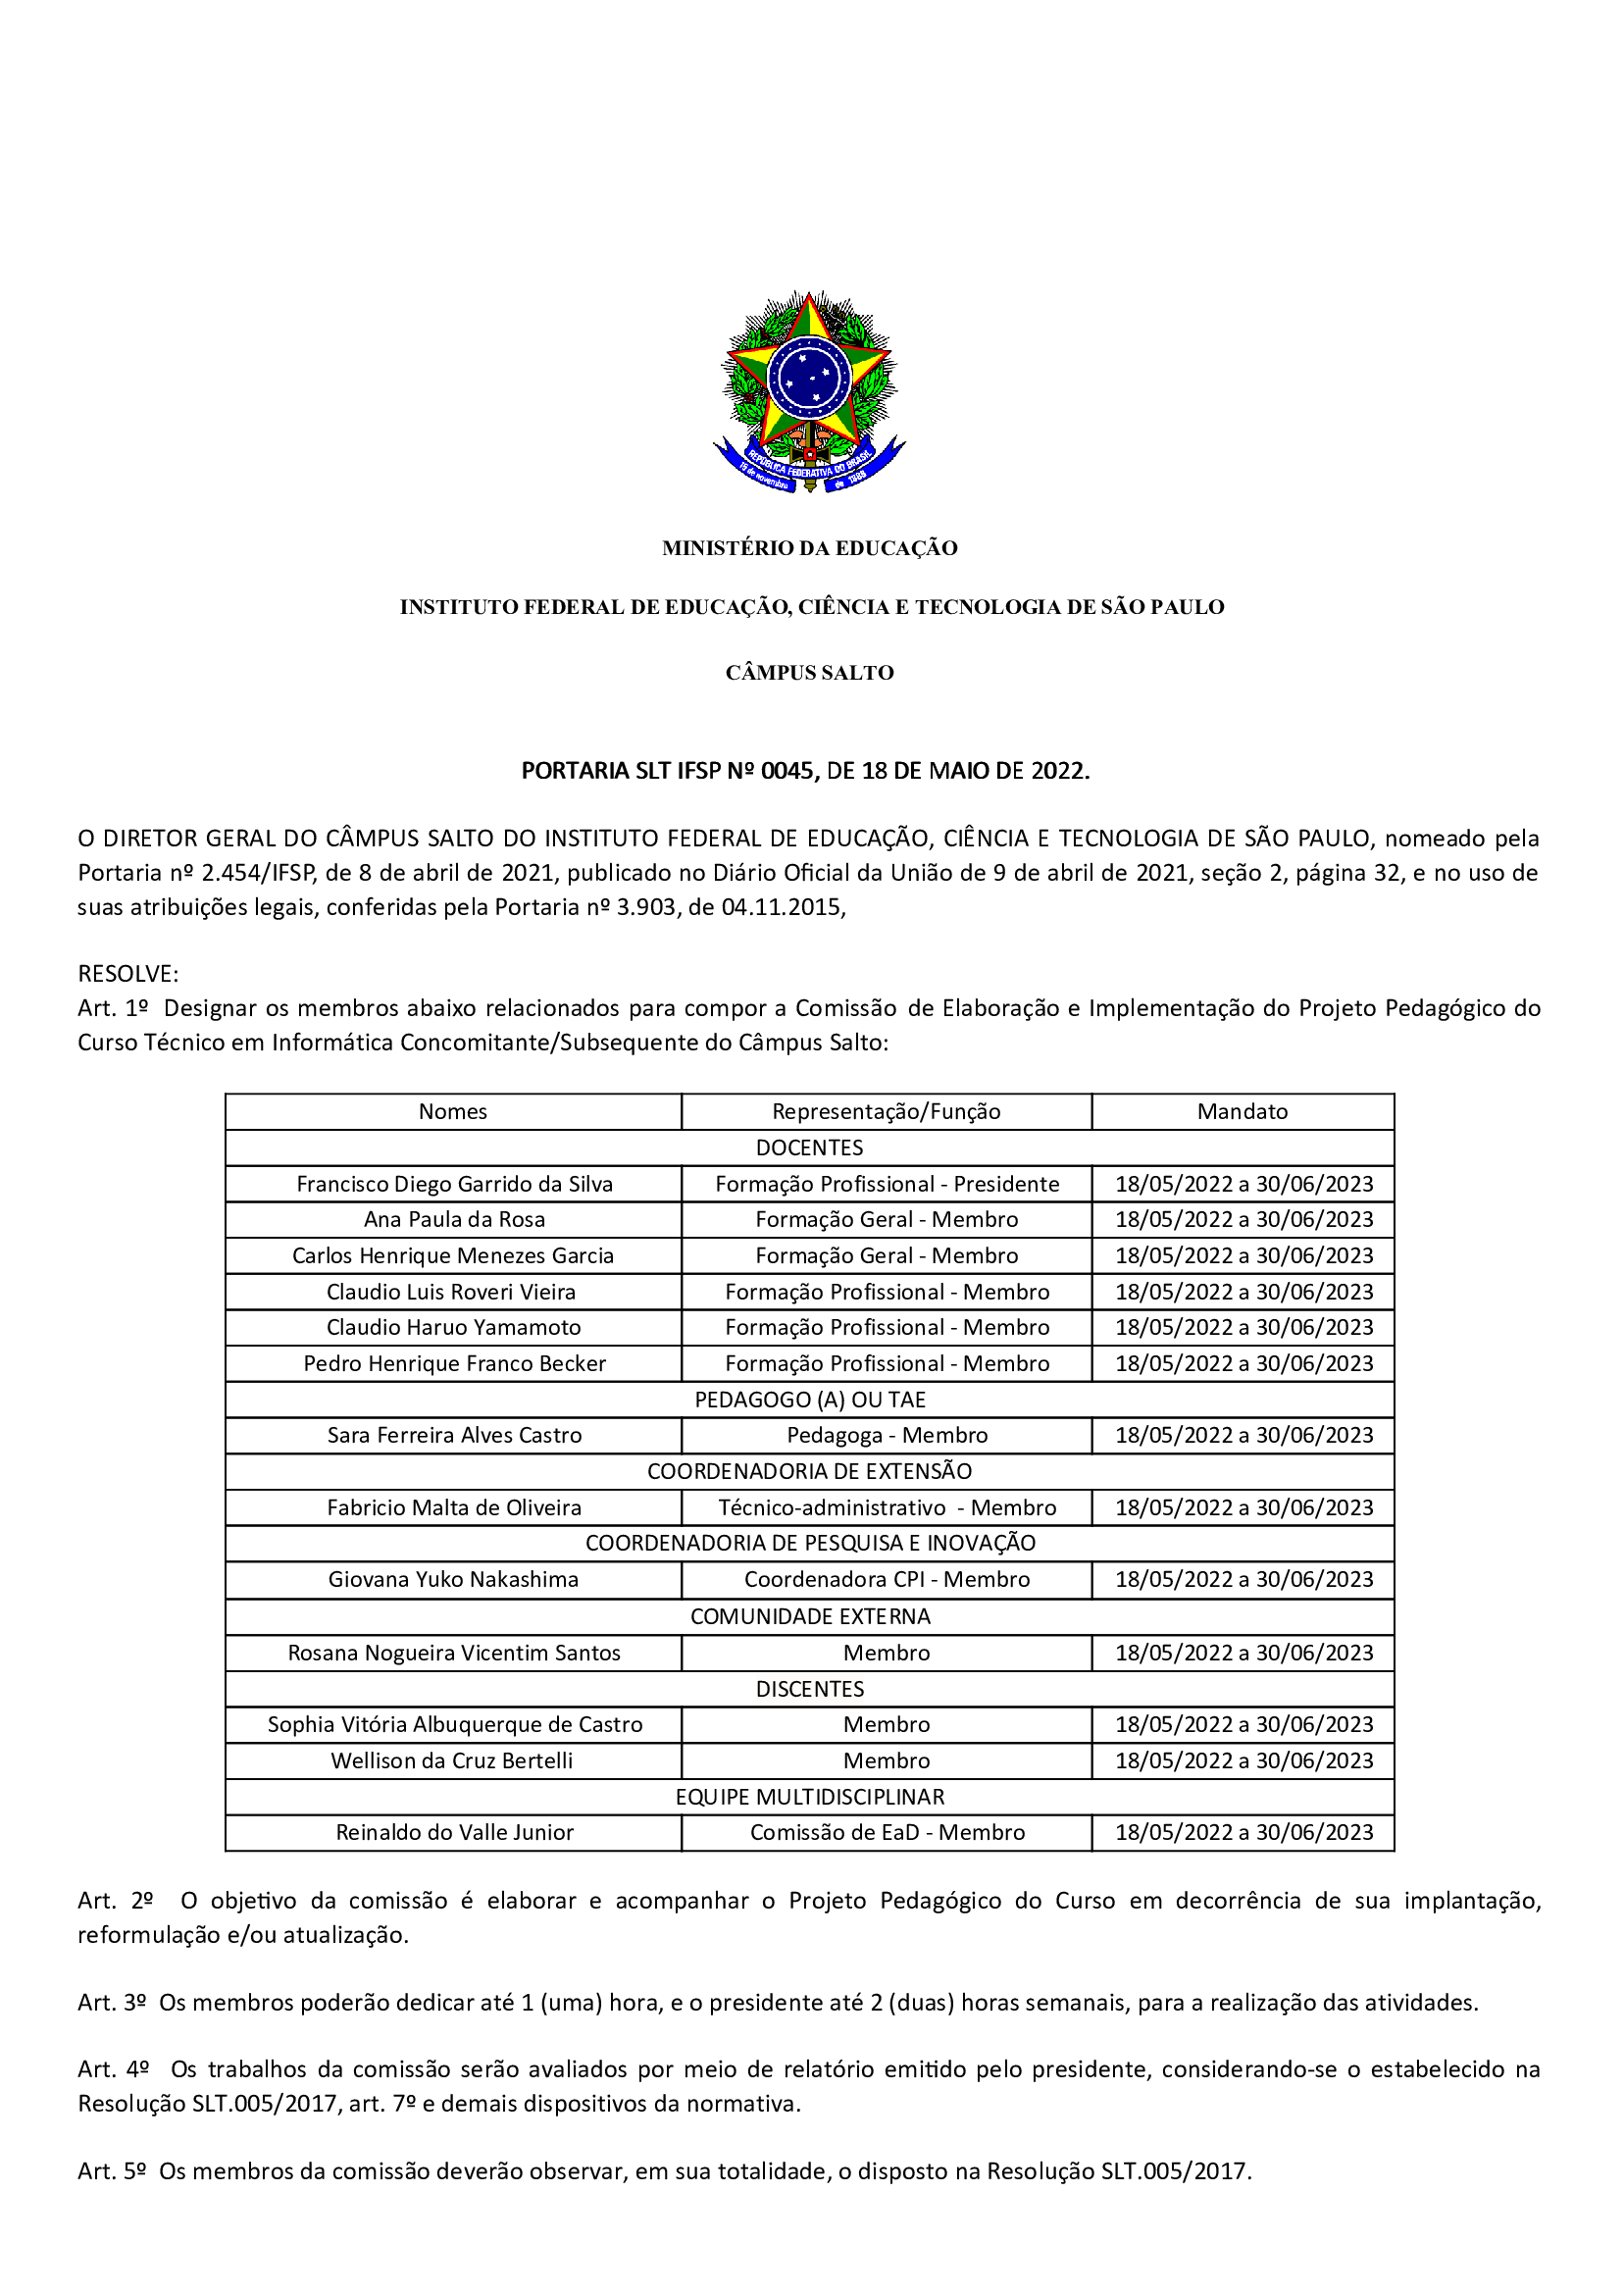 REPÚBLICA FEDERATIVA DO BRASIL
15 de novembro de 1889
MINISTÉRIO DA EDUCAÇÃO
INSTITUTO FEDERAL DE EDUCAÇÃO, CIÊNCIA E TECNOLOGIA DE SÃO PAULO
CÂMPUS SALTO
PORTARIA SLT IFSP Nº 0045, DE 18 DE MAIO DE 2022.
O DIRETOR GERAL DO CÂMPUS SALTO DO INSTITUTO FEDERAL DE EDUCAÇÃO, CIÊNCIA E TECNOLOGIA DE SÃO PAULO, nomeado pela
Portaria nº 2.454/IFSP, de 8 de abril de 2021, publicado no Diário Oficial da União de 9 de abril de 2021, seção 2, página 32, e no uso de
suas atribuições legais, conferidas pela Portaria nº 3.903, de 04.11.2015,
RESOLVE:
Art. 1º Designar os membros abaixo relacionados para compor a Comissão de Elaboração e Implementação do Projeto Pedagógico do
Curso Técnico em Informática Concomitante/Subsequente do Câmpus Salto:
Nomes Representação/Função Mandato
DOCENTES
Francisco Diego Garrido da Silva Formação Profissional - Presidente 18/05/2022 a 30/06/2023
Ana Paula da Rosa Formação Geral - Membro 18/05/2022 a 30/06/2023
Carlos Henrique Menezes Garcia Formação Geral - Membro 18/05/2022 a 30/06/2023
Claudio Luis Roveri Vieira Formação Profissional - Membro 18/05/2022 a 30/06/2023
Claudio Haruo Yamamoto Formação Profissional - Membro 18/05/2022 a 30/06/2023
Pedro Henrique Franco Becker Formação Profissional - Membro 18/05/2022 a 30/06/2023
PEDAGOGO (A) OU TAE
Sara Ferreira Alves Castro Pedagoga - Membro 18/05/2022 a 30/06/2023
COORDENADORIA DE EXTENSÃO
Fabricio Malta de Oliveira Técnico-administrativo - Membro 18/05/2022 a 30/06/2023
COORDENADORIA DE PESQUISA E INOVAÇÃO
Giovana Yuko Nakashima Coordenadora CPI - Membro 18/05/2022 a 30/06/2023
COMUNIDADE EXTERNA
Rosana Nogueira Vicentim Santos Membro 18/05/2022 a 30/06/2023
DISCENTES
Sophia Vitória Albuquerque de Castro Membro 18/05/2022 a 30/06/2023
Wellison da Cruz Bertelli Membro 18/05/2022 a 30/06/2023
EQUIPE MULTIDISCIPLINAR
Reinaldo do Valle Junior Comissão de EaD - Membro 18/05/2022 a 30/06/2023
Art. 2º O objetivo da comissão é elaborar e acompanhar o Projeto Pedagógico do Curso em decorrência de sua implantação,
reformulação e/ou atualização.
Art. 3º Os membros poderão dedicar até 1 (uma) hora, e o presidente até 2 (duas) horas semanais, para a realização das atividades.
Art. 4º Os trabalhos da comissão serão avaliados por meio de relatório emitido pelo presidente, considerando-se o estabelecido na
Resolução SLT.005/2017, art. 7º e demais dispositivos da normativa.
Art. 5º Os membros da comissão deverão observar, em sua totalidade, o disposto na Resolução SLT.005/2017.